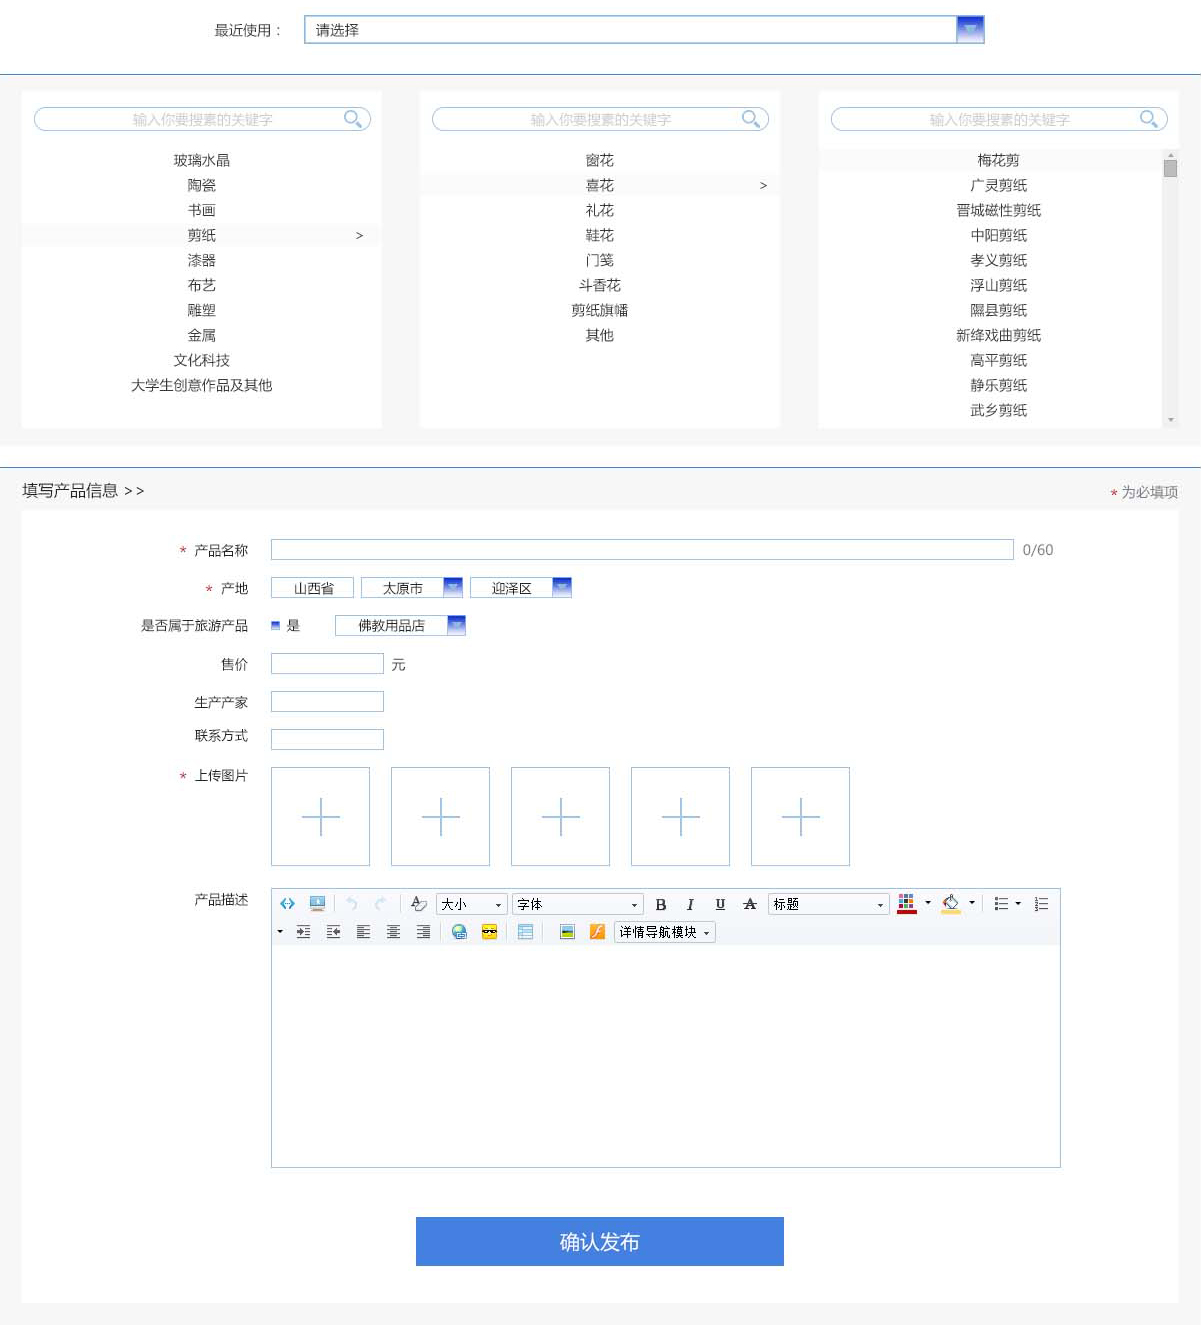 最近使用： 请选择
输入你要搜素的关键字
玻璃水晶
陶瓷
书画
剪纸 >
漆器
布艺
雕塑
金属
文化科技
大学生创意作品及其他
输入你要搜素的关键字
窗花
喜花 >
礼花
鞋花
门笺
斗香花
剪纸旗幡
其他
输入你要搜素的关键字
梅花剪
广灵剪纸
晋城磁性剪纸
中阳剪纸
孝义剪纸
浮山剪纸
隰县剪纸
新绛戏曲剪纸
高平剪纸
静乐剪纸
武乡剪纸
填写产品信息 >>
* 为必填项
* 产品名称 0/60
* 产地 山西省 太原市 迎泽区
是否属于旅游产品 是 佛教用品店
售价 元
生产产家
联系方式
* 上传图片
产品描述
大小 字体 B I U A 标题
详情导航模块
确认发布